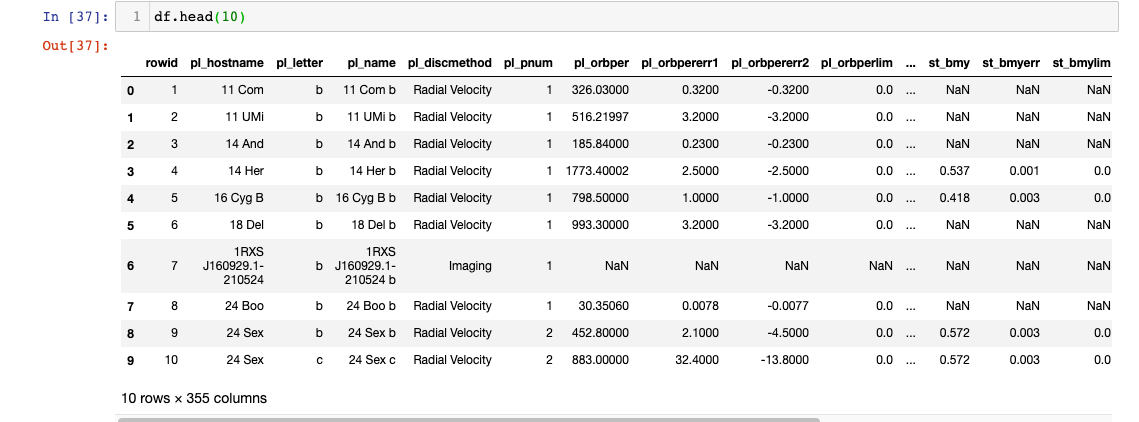 In [37]: 1 df.head(10)
Out[37]:
rowid pl_hostname pl_letter pl_name pl_discmethod pl_pnum pl_orbper pl_orbpererr1 pl_orbpererr2 pl_orbperlim ... st_bmy st_bmyerr st_bmylim
0 1 11 Com b 11 Com b Radial Velocity 1 326.03000 0.3200 -0.3200 0.0 ... NaN NaN NaN
1 2 11 UMi b 11 UMi b Radial Velocity 1 516.21997 3.2000 -3.2000 0.0 ... NaN NaN NaN
2 3 14 And b 14 And b Radial Velocity 1 185.84000 0.2300 -0.2300 0.0 ... NaN NaN NaN
3 4 14 Her b 14 Her b Radial Velocity 1 1773.40002 2.5000 -2.5000 0.0 ... 0.537 0.001 0.0
4 5 16 Cyg B b 16 Cyg B b Radial Velocity 1 798.50000 1.0000 -1.0000 0.0 ... 0.418 0.003 0.0
5 6 18 Del b 18 Del b Radial Velocity 1 993.30000 3.2000 -3.2000 0.0 ... NaN NaN NaN
1RXS 1RXS
6 7 J160929.1- b J160929.1- Imaging 1 NaN NaN NaN NaN ... NaN NaN NaN
210524 210524 b
7 8 24 Boo b 24 Boo b Radial Velocity 1 30.35060 0.0078 -0.0077 0.0 ... NaN NaN NaN
8 9 24 Sex b 24 Sex b Radial Velocity 2 452.80000 2.1000 -4.5000 0.0 ... 0.572 0.003 0.0
9 10 24 Sex c 24 Sex c Radial Velocity 2 883.00000 32.4000 -13.8000 0.0 ... 0.572 0.003 0.0
10 rows × 355 columns